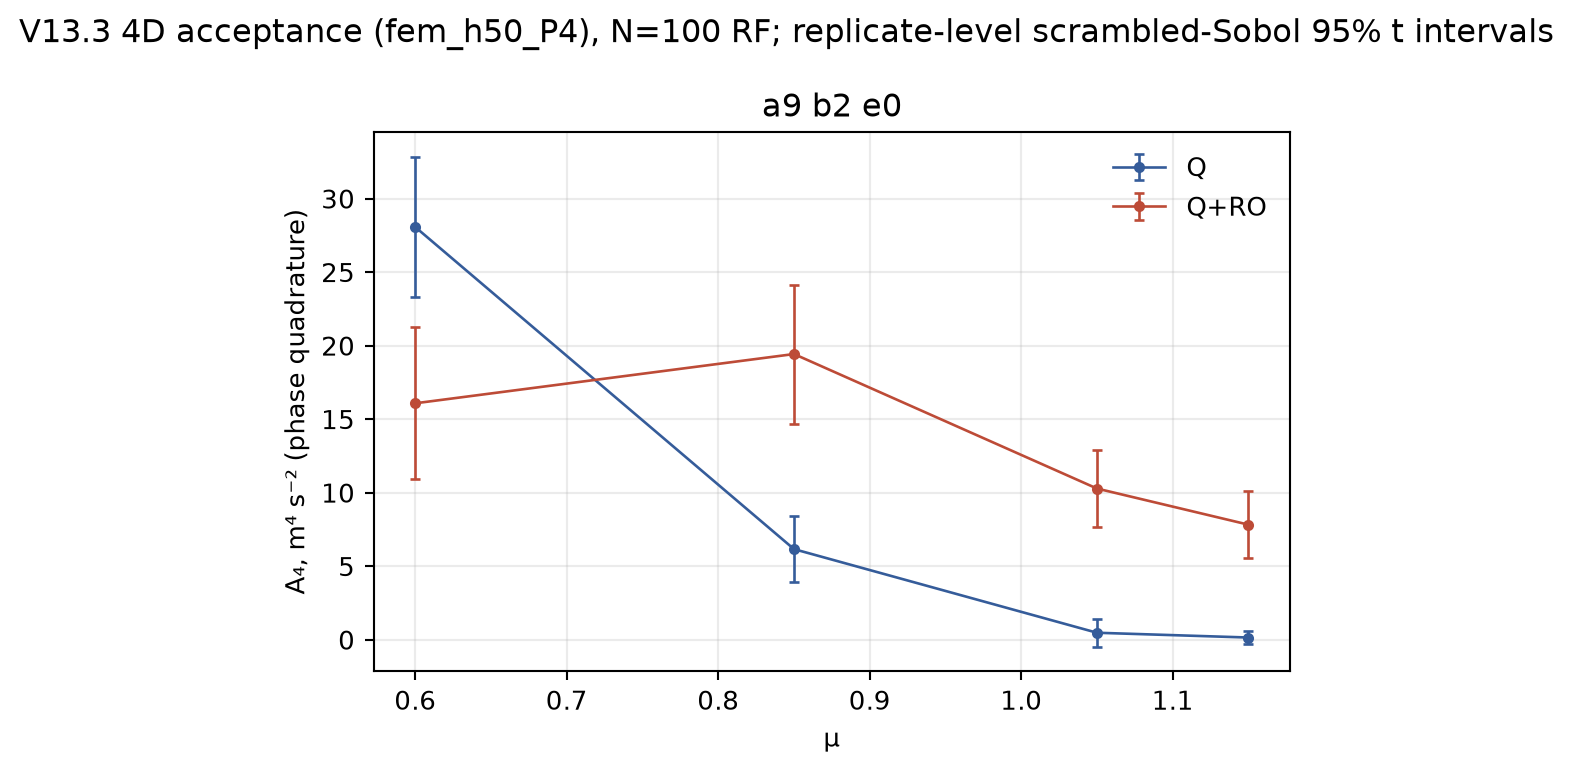 V13.3 4D acceptance (fem_h50_P4), N=100 RF; replicate-level scrambled-Sobol 95% t intervals
a9 b2 e0
Q
Q+RO
A₄, m⁴ s⁻² (phase quadrature)
30
25
20
15
10
5
0
0.6 0.7 0.8 0.9 1.0 1.1
μ